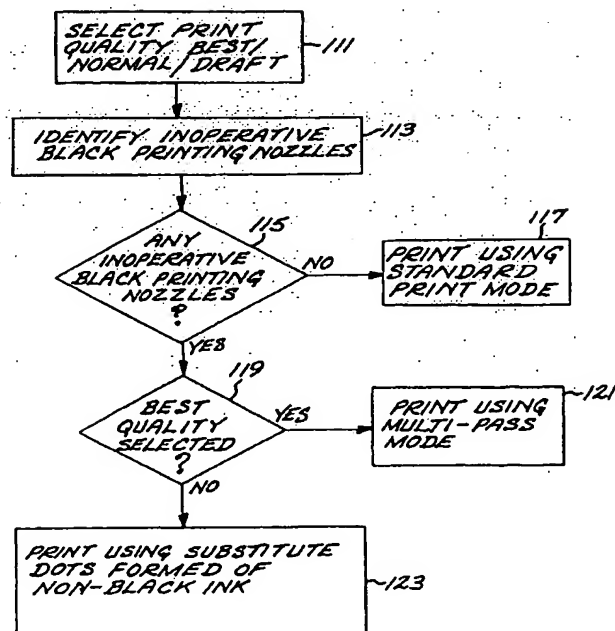 SELECT PRINT
QUALITY BEST/
NORMAL/DRAFT
111
IDENTIFY INOPERATIVE
BLACK PRINTING NOZZLES
113
ANY
INOPERATIVE
BLACK PRINTING
NOZZLES
?
115
NO
117
PRINT USING
STANDARD
PRINT MODE
YES
119
BEST
QUALITY
SELECTED
?
YES
121
PRINT USING
MULTI-PASS
MODE
NO
PRINT USING SUBSTITUTE
DOTS FORMED OF
NON-BLACK INK
123